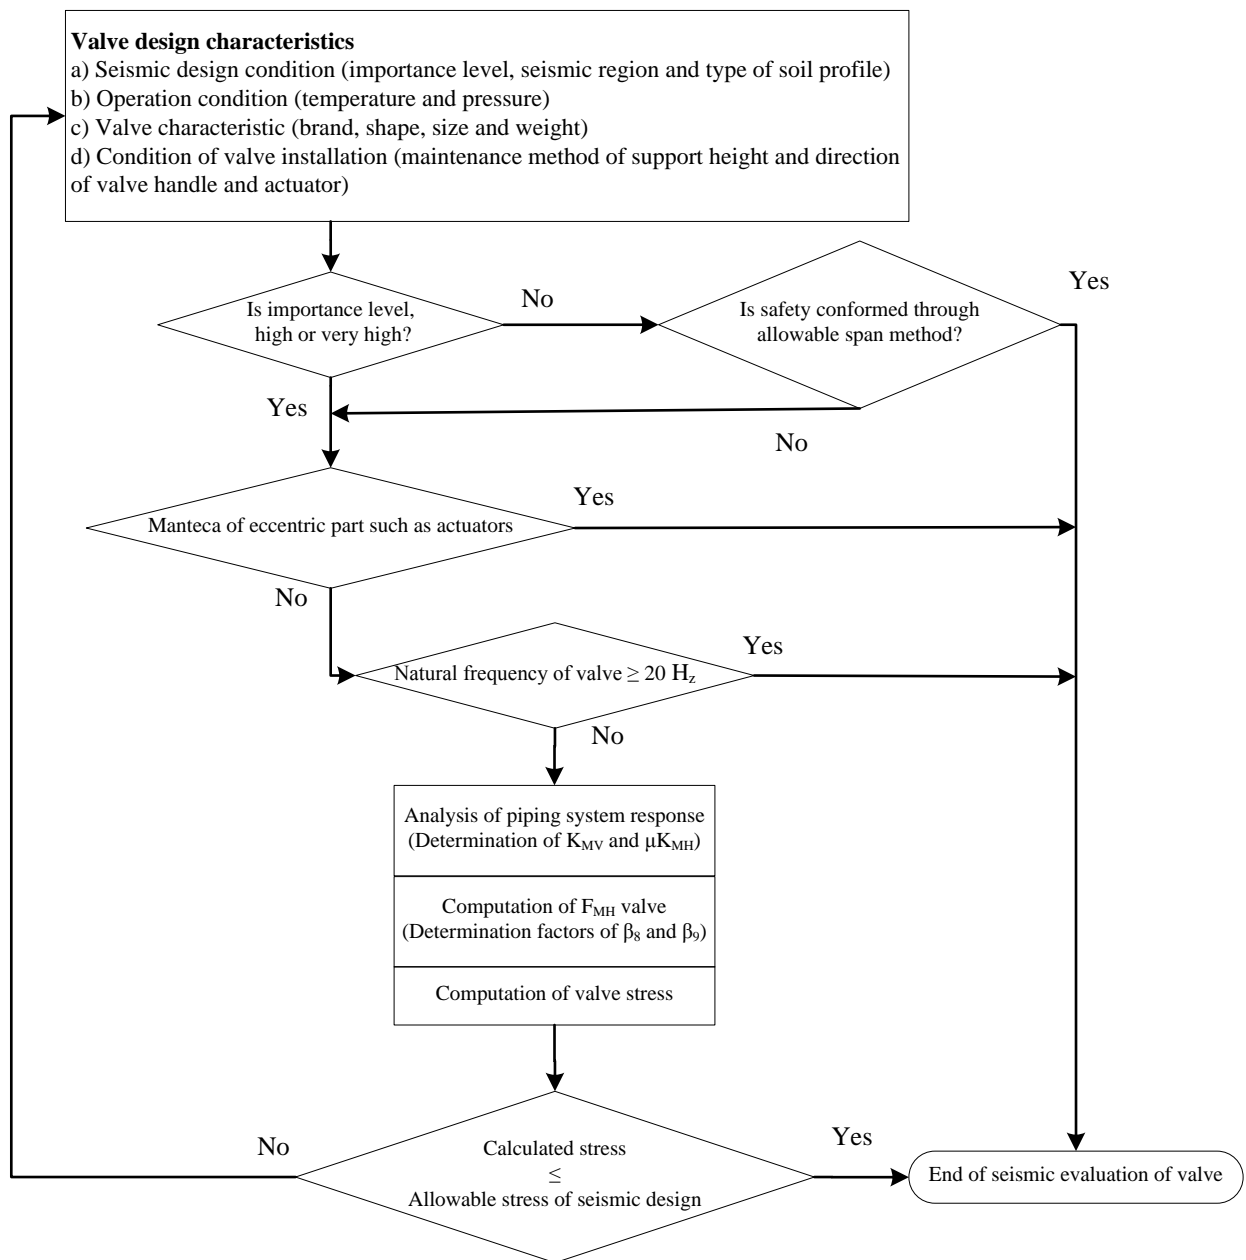 Valve design characteristics
a) Seismic design condition (importance level, seismic region and type of soil profile)
b) Operation condition (temperature and pressure)
c) Valve characteristic (brand, shape, size and weight)
d) Condition of valve installation (maintenance method of support height and direction
of valve handle and actuator)
Is importance level,
high or very high?
No
Is safety conformed through
allowable span method?
Yes
Yes
No
Manteca of eccentric part such as actuators
Yes
No
Natural frequency of valve ≥ 20 Hz
Yes
No
Analysis of piping system response
(Determination of KMV and μKMH)
Computation of FMH valve
(Determination factors of β8 and β9)
Computation of valve stress
Calculated stress
≤
Allowable stress of seismic design
No
Yes
End of seismic evaluation of valve